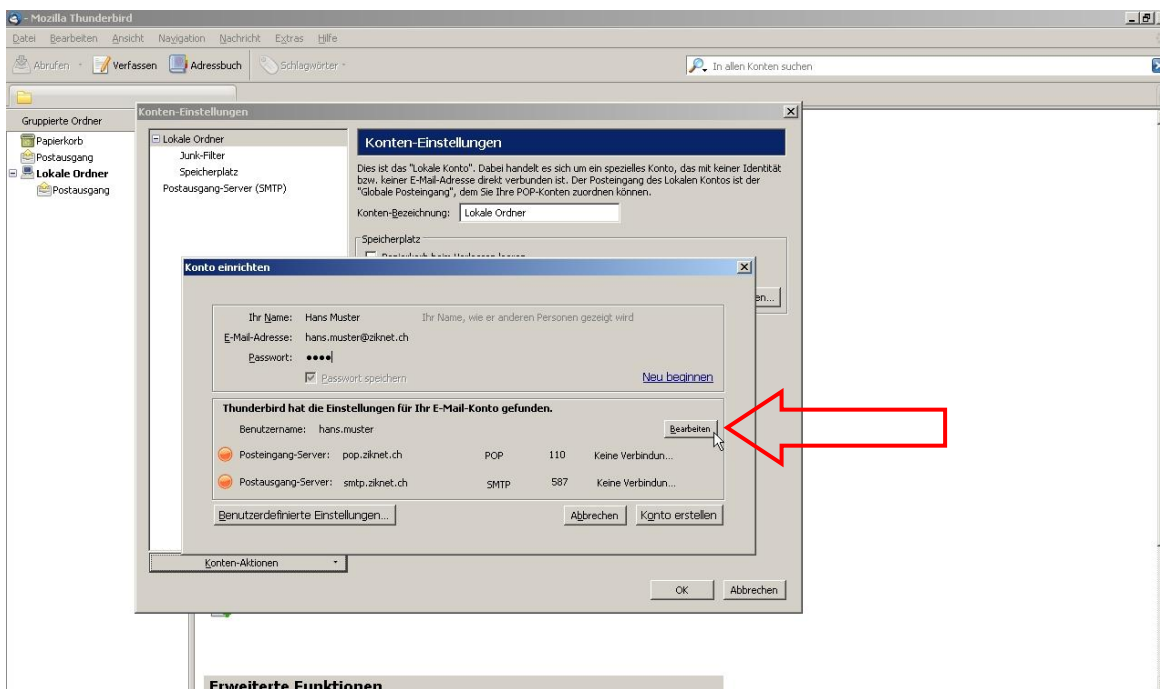 - Mozilla Thunderbird
Datei Bearbeiten Ansicht Navigation Nachricht Extras Hilfe
Abrufen Verfassen Adressbuch Schlagwörter In allen Konten suchen
Gruppierte Ordner
Papierkorb
Postausgang
Lokale Ordner
Postausgang
Konten-Einstellungen
Lokale Ordner
Junk-Filter
Speicherplatz
Postausgang-Server (SMTP)
Konten-Einstellungen
Dies ist das "Lokale Konto". Dabei handelt es sich um ein spezielles Konto, das mit keiner Identität
bzw. keiner E-Mail-Adresse direkt verbunden ist. Der Posteingang des Lokalen Kontos ist der
"Globale Posteingang", dem Sie Ihre POP-Konten zuordnen können.
Konten-Bezeichnung: Lokale Ordner
Speicherplatz
Papierkorb beim Verlassen leeren
en...
Konto einrichten
Ihr Name: Hans Muster Ihr Name, wie er anderen Personen gezeigt wird
E-Mail-Adresse: hans.muster@ziknet.ch
Passwort: ●●●●
Passwort speichern Neu beginnen
Thunderbird hat die Einstellungen für Ihr E-Mail-Konto gefunden.
Benutzername: hans.muster Bearbeiten
Posteingang-Server: pop.ziknet.ch POP 110 Keine Verbindun...
Postausgang-Server: smtp.ziknet.ch SMTP 587 Keine Verbindun...
Benutzerdefinierte Einstellungen... Abbrechen Konto erstellen
Konten-Aktionen
OK Abbrechen
Erweiterte Funktionen